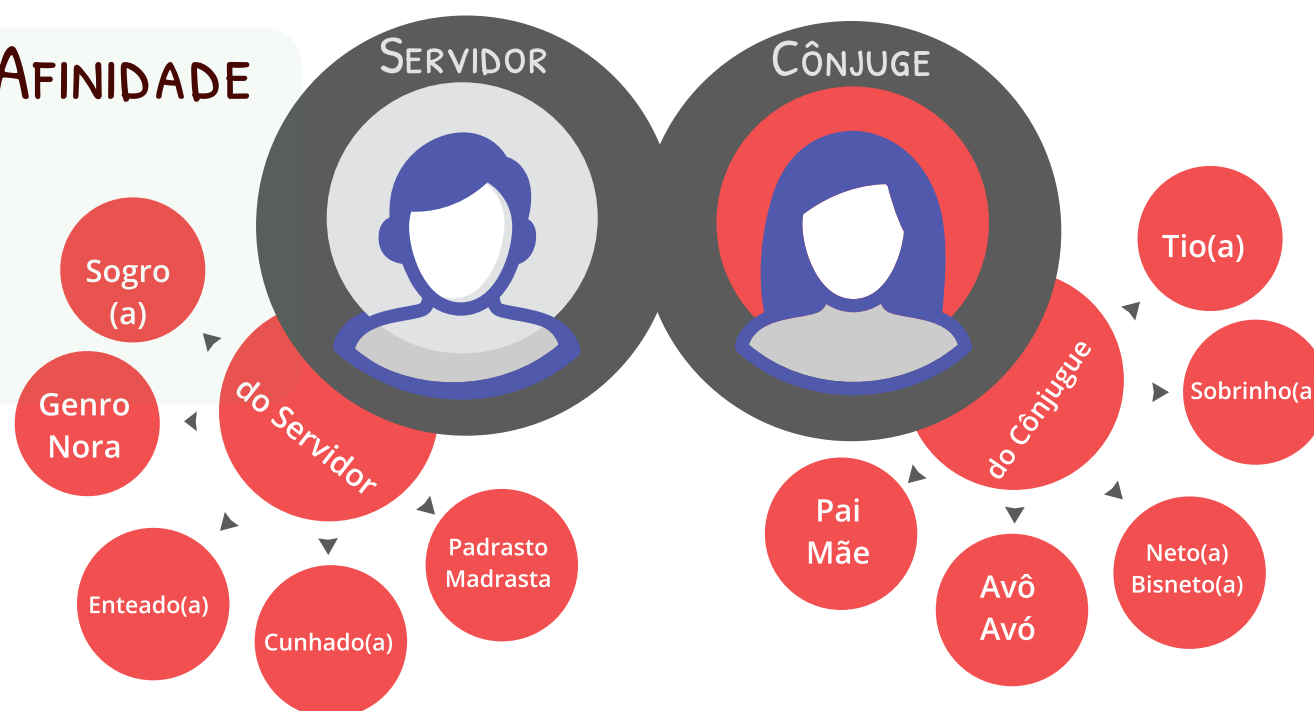 AFINIDADE
SERVIDOR
CÔNJUGE
Sogro
(a)
Genro
Nora
do Servidor
Enteado(a)
Cunhado(a)
Padrasto
Madrasta
do Cônjugue
Tio(a)
Sobrinho(a
Pai
Mãe
Avô
Avó
Neto(a)
Bisneto(a)